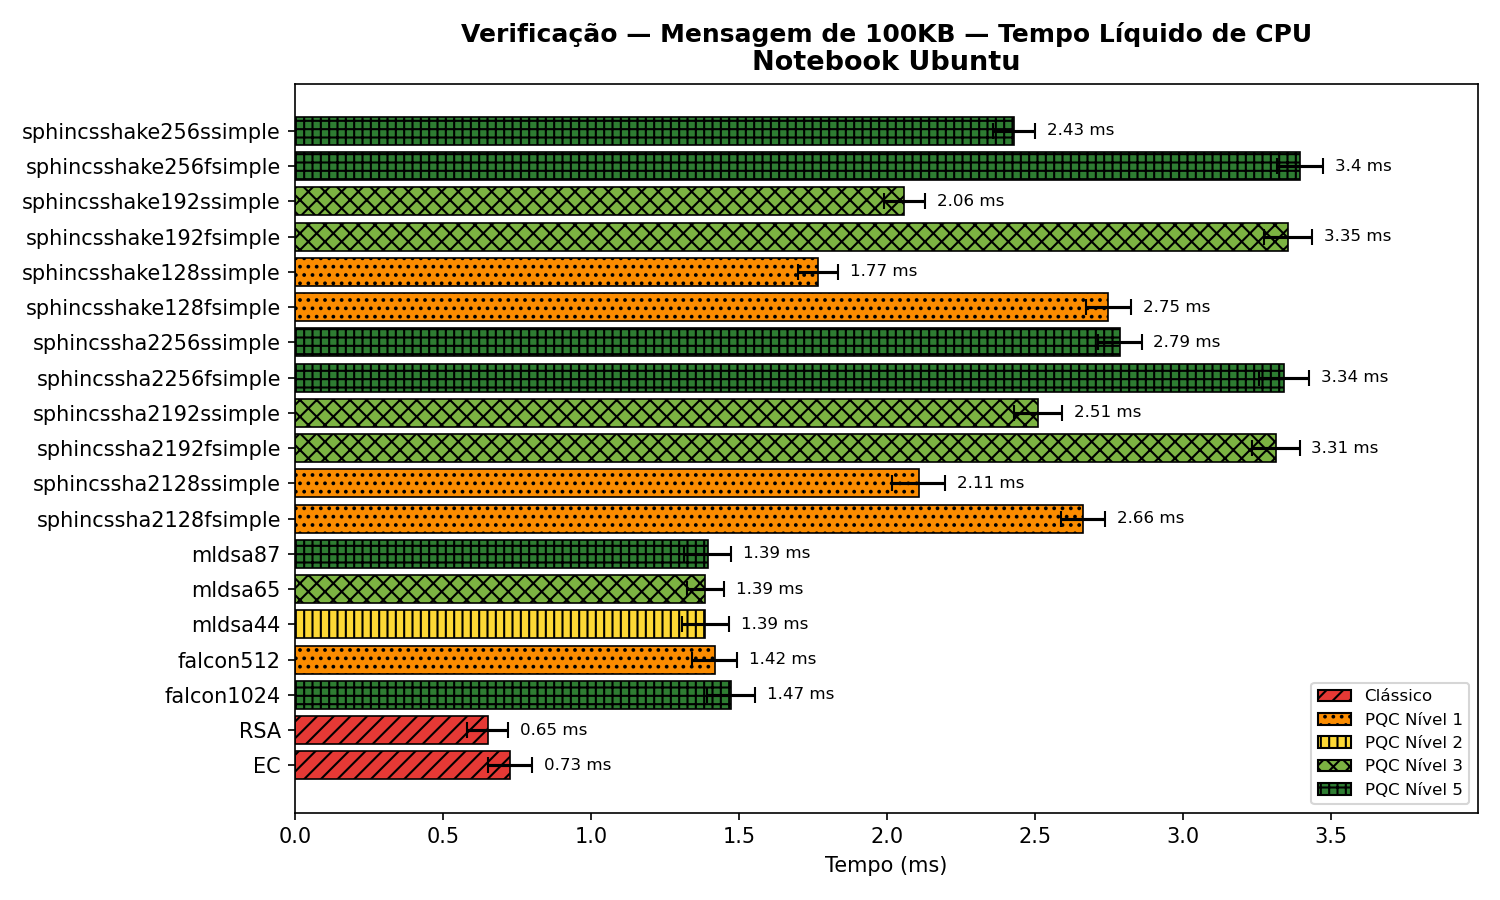 Verificação — Mensagem de 100KB — Tempo Líquido de CPU
Notebook Ubuntu
sphincsshake256ssimple 2.43 ms
sphincsshake256fsimple 3.4 ms
sphincsshake192ssimple 2.06 ms
sphincsshake192fsimple 3.35 ms
sphincsshake128ssimple 1.77 ms
sphincsshake128fsimple 2.75 ms
sphincssha2256ssimple 2.79 ms
sphincssha2256fsimple 3.34 ms
sphincssha2192ssimple 2.51 ms
sphincssha2192fsimple 3.31 ms
sphincssha2128ssimple 2.11 ms
sphincssha2128fsimple 2.66 ms
mldsa87 1.39 ms
mldsa65 1.39 ms
mldsa44 1.39 ms
falcon512 1.42 ms
falcon1024 1.47 ms
RSA 0.65 ms
EC 0.73 ms
Clássico
PQC Nível 1
PQC Nível 2
PQC Nível 3
PQC Nível 5
0.0 0.5 1.0 1.5 2.0 2.5 3.0 3.5
Tempo (ms)